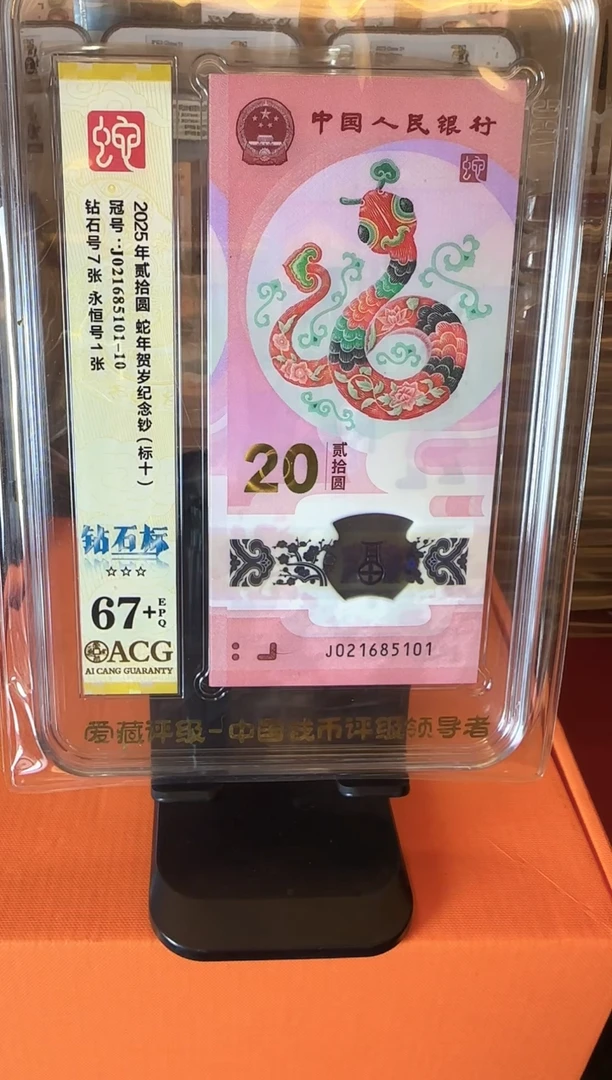 蛇
2025年贰拾圆 蛇年贺岁纪念钞(标十)
冠号:J021685101-10
钻石号7张 永恒号1张
钻石标
☆☆☆
67+EPQ
ACG
AI CANG GUARANTY
中国人民银行
蛇
20
贰拾圆
J021685101
爱藏评级-中国钱币评级领导者